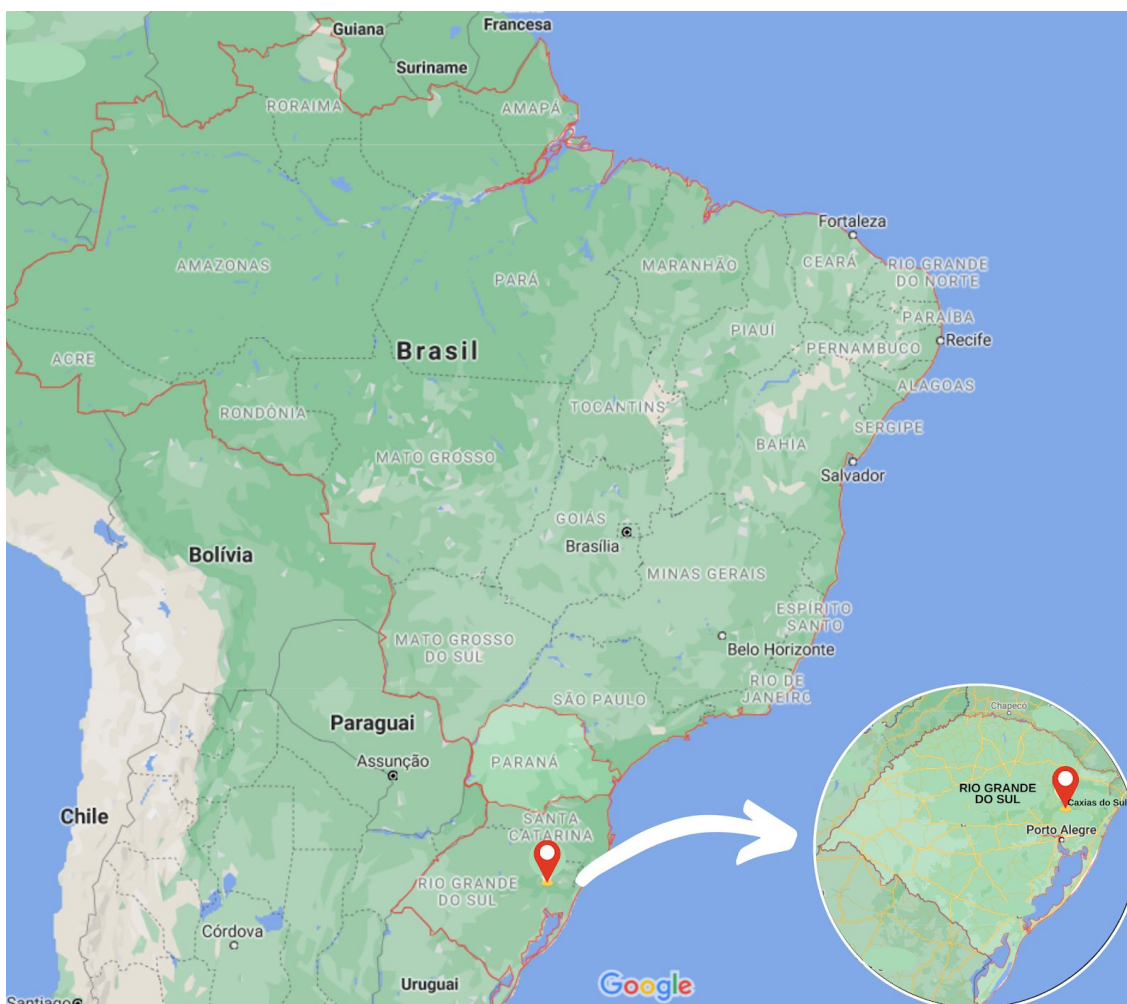 Guiana
Francesa
Suriname
RORAIMA
AMAPÁ
Fortaleza
AMAZONAS
PARÁ
MARANHÃO
CEARÁ
RIO GRANDE
DO NORTE
PARAÍBA
PIAUÍ
Brasil
PERNAMBUCO
Recife
ACRE
ALAGOAS
RONDÔNIA
TOCANTINS
SERGIPE
BAHIA
MATO GROSSO
Salvador
GOIÁS
Brasília
Bolívia
MINAS GERAIS
ESPÍRITO
SANTO
MATO GROSSO
DO SUL
Belo Horizonte
RIO DE
JANEIRO
SÃO PAULO
Paraguai
Assunção
PARANÁ
Chile
SANTA
CATARINA
RIO GRANDE
DO SUL
Córdova
Uruguai
Santiago
Google
Chapecó
RIO GRANDE
DO SUL
Caxias do Sul
Porto Alegre